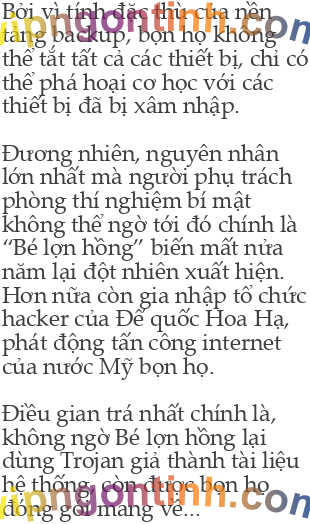 Bởi vì tính đặc thù của nền
tảng backup, bọn họ không
thể tắt tất cả các thiết bị, chỉ có
thể phá hoại cơ học với các
thiết bị đã bị xâm nhập.
Đương nhiên, nguyên nhân
lớn nhất mà người phụ trách
phòng thí nghiệm bí mật
không thể ngờ tới đó chính là
“Bé lợn hồng” biến mất nửa
năm lại đột nhiên xuất hiện.
Hơn nữa còn gia nhập tổ chức
hacker của Đế quốc Hoa Hạ,
phát động tấn công internet
của nước Mỹ bọn họ.
Điều gian trá nhất chính là,
không ngờ Bé lợn hồng lại
dùng Trojan giả thành tài liệu
hệ thống, còn được bọn họ
đóng gói mang về...
vipngontinh.com
vipngontinh.com